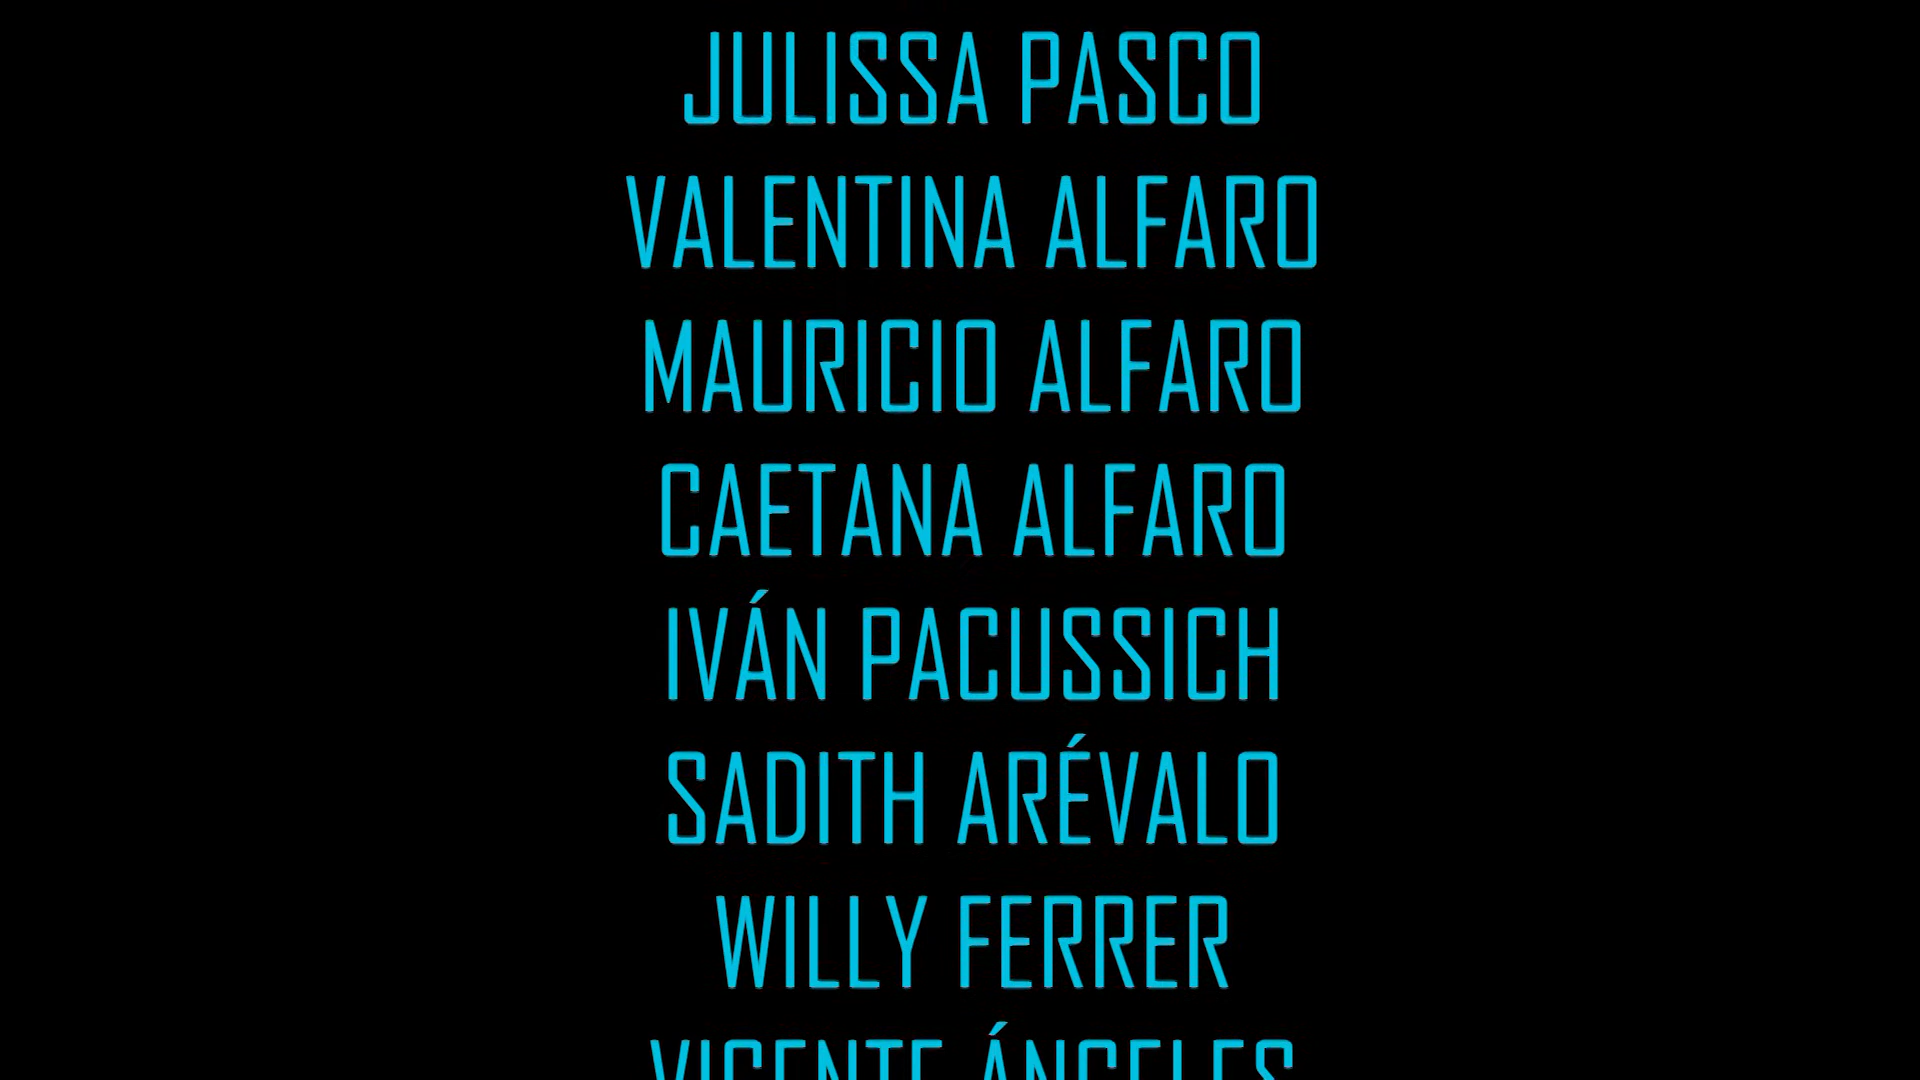 JULISSA PASCO
VALENTINA ALFARO
MAURICIO ALFARO
CAETANA ALFARO
IVÁN PACUSSICH
SADITH ARÉVALO
WILLY FERRER
VICENTE ÁNGELES